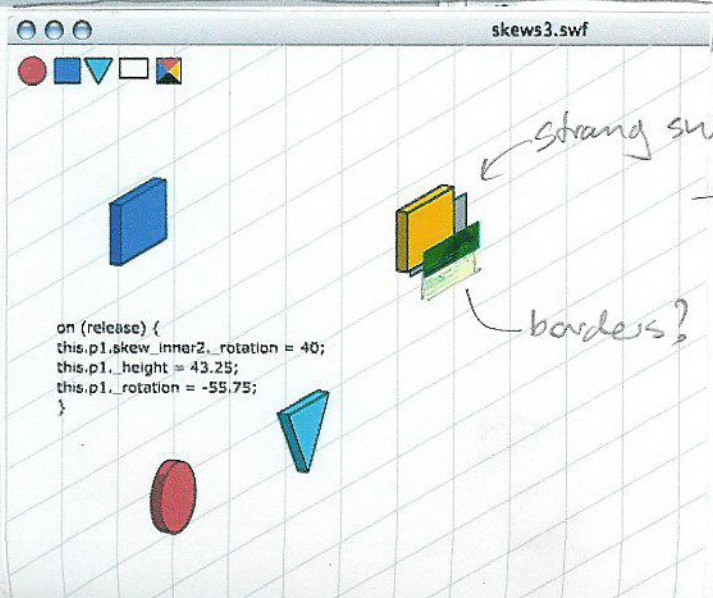 skews3.swf
strang
borders?
on (release) {
this.p1.skew_inner2._rotation = 40;
this.p1._height = 43.25;
this.p1._rotation = -55.75;
}